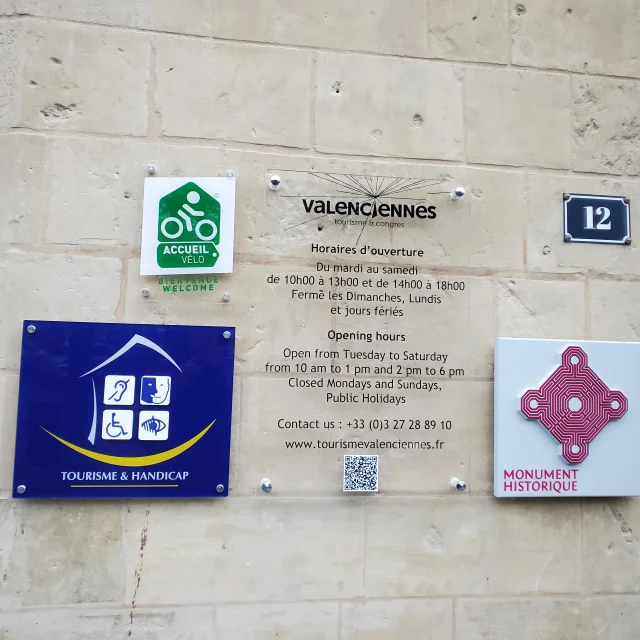 ACCUEIL
VÉLO
BIENVENUE
WELCOME
valenciennes
tourisme & congrès
Horaires d'ouverture
Du mardi au samedi
de 10h00 à 13h00 et de 14h00 à 18h00
Fermé les Dimanches, Lundis
et jours fériés
Opening hours
Open from Tuesday to Saturday
from 10 am to 1 pm and 2 pm to 6 pm
Closed Mondays and Sundays,
Public Holidays
Contact us : +33 (0)3 27 28 89 10
www.tourismevalenciennes.fr
12
TOURISME & HANDICAP
MONUMENT
HISTORIQUE